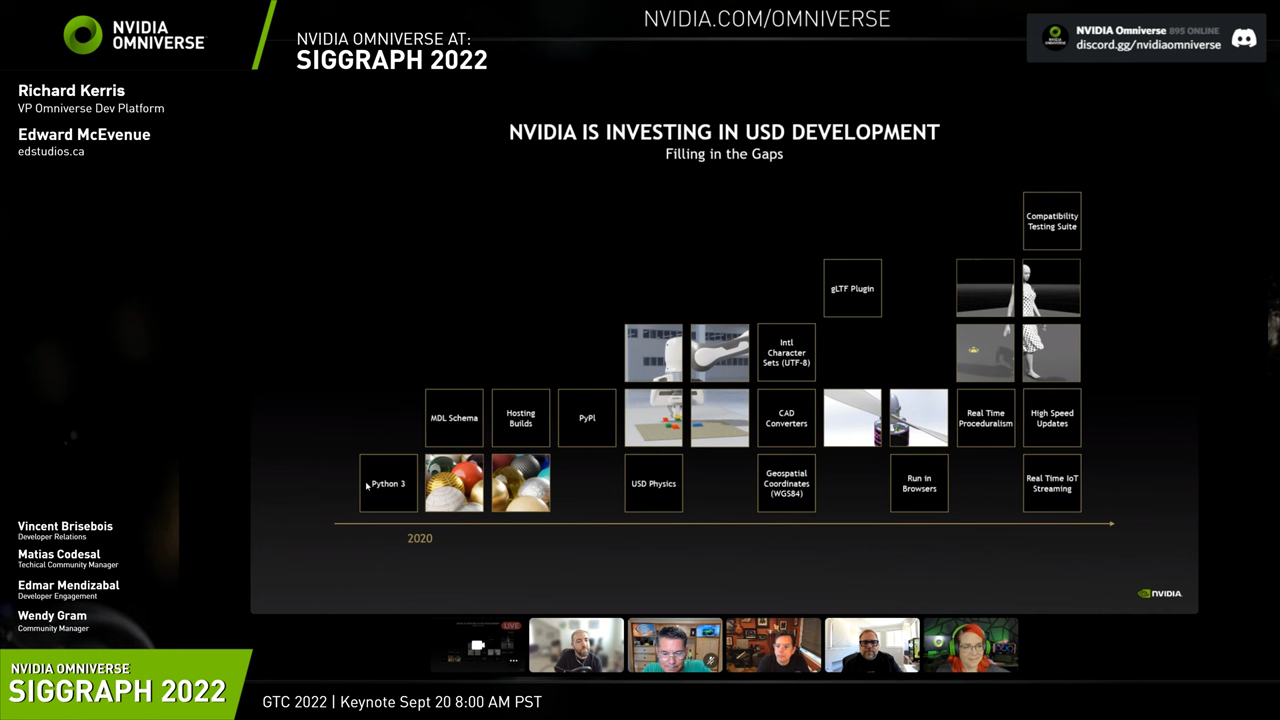 NVIDIA
OMNIVERSE
NVIDIA OMNIVERSE AT:
SIGGRAPH 2022
NVIDIA.COM/OMNIVERSE
NVIDIA Omniverse 895 ONLINE
discord.gg/nvidiaomniverse
Richard Kerris
VP Omniverse Dev Platform
Edward McEvenue
edstudios.ca
NVIDIA IS INVESTING IN USD DEVELOPMENT
Filling in the Gaps
Compatibility
Testing Suite
glTF Plugin
Intl
Character
Sets (UTF-8)
MDL Schema
Hosting
Builds
PyPl
CAD
Converters
Real Time
Proceduralism
High Speed
Updates
Python 3
USD Physics
Geospatial
Coordinates
(WGS84)
Run in
Browsers
Real Time IoT
Streaming
2020
NVIDIA.
Vincent Brisebois
Developer Relations
Matias Codesal
Techical Community Manager
Edmar Mendizabal
Developer Engagement
Wendy Gram
Community Manager
LIVE
NVIDIA OMNIVERSE
SIGGRAPH 2022
GTC 2022 | Keynote Sept 20 8:00 AM PST